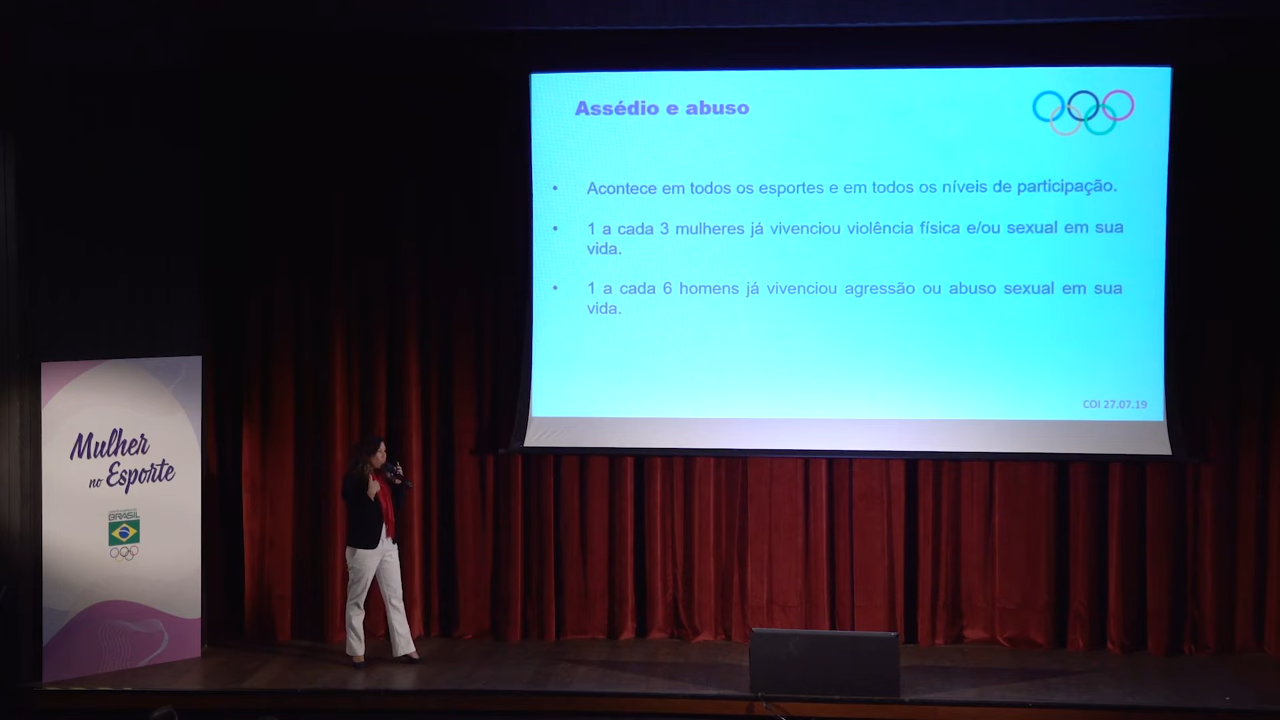 Assédio e abuso
• Acontece em todos os esportes e em todos os níveis de participação.
• 1 a cada 3 mulheres já vivenciou violência física e/ou sexual em sua
vida.
• 1 a cada 6 homens já vivenciou agressão ou abuso sexual em sua
vida.
COI 27.07.19
Mulher
no Esporte
BRASIL